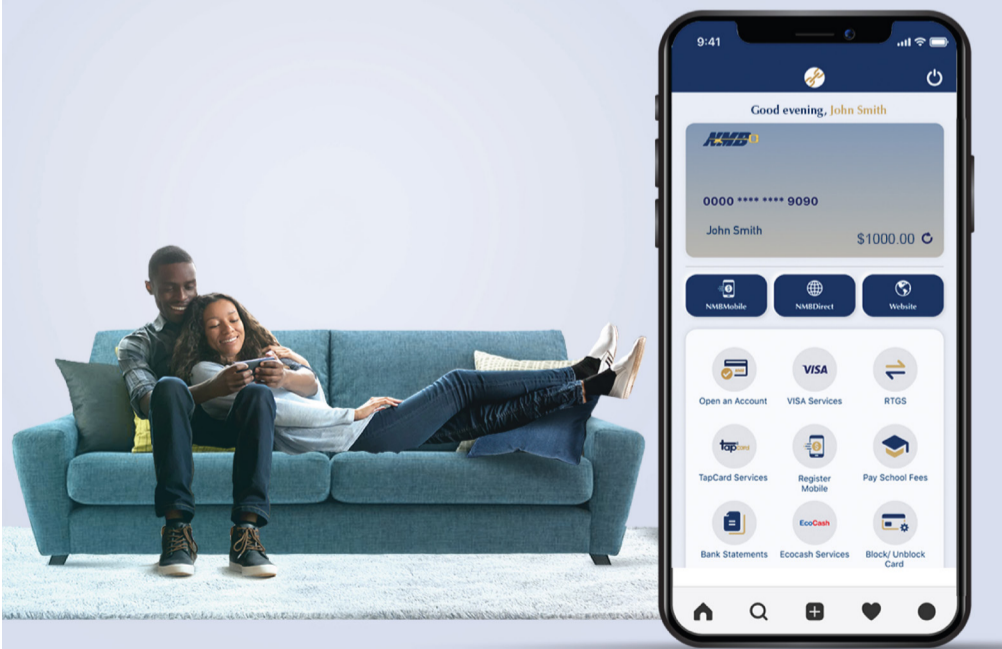 9:41
Good evening, John Smith
NMB
0000 **** **** 9090
John Smith
$1000.00
NMBMobile
NMBDirect
Website
Open an Account
VISA
VISA Services
RTGS
tap card
TapCard Services
Register
Mobile
Pay School Fees
Bank Statements
EcoCash
Ecocash Services
Block/ Unblock
Card